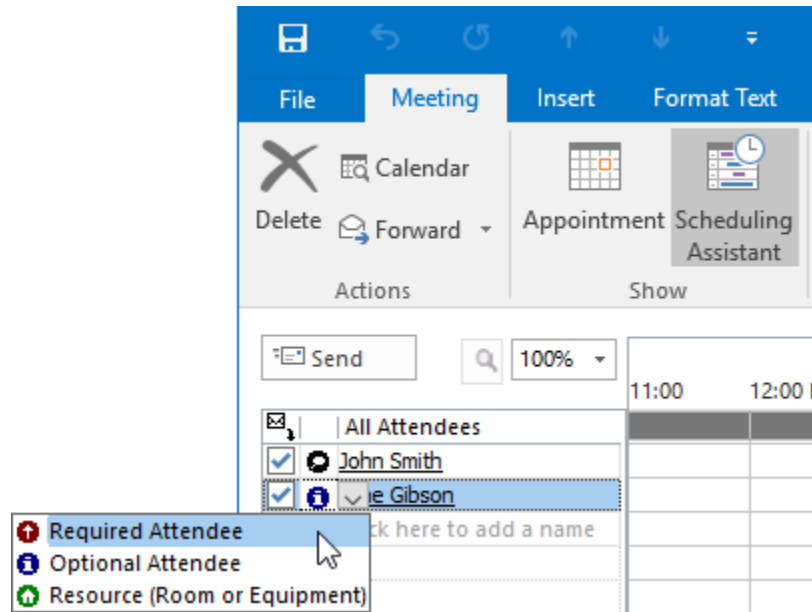 File Meeting Insert Format Text
Calendar
Delete Forward
Appointment Scheduling Assistant
Actions Show
Send 100%
11:00 12:00
All Attendees
John Smith
Gibson
here to add a name
Required Attendee
Optional Attendee
Resource (Room or Equipment)